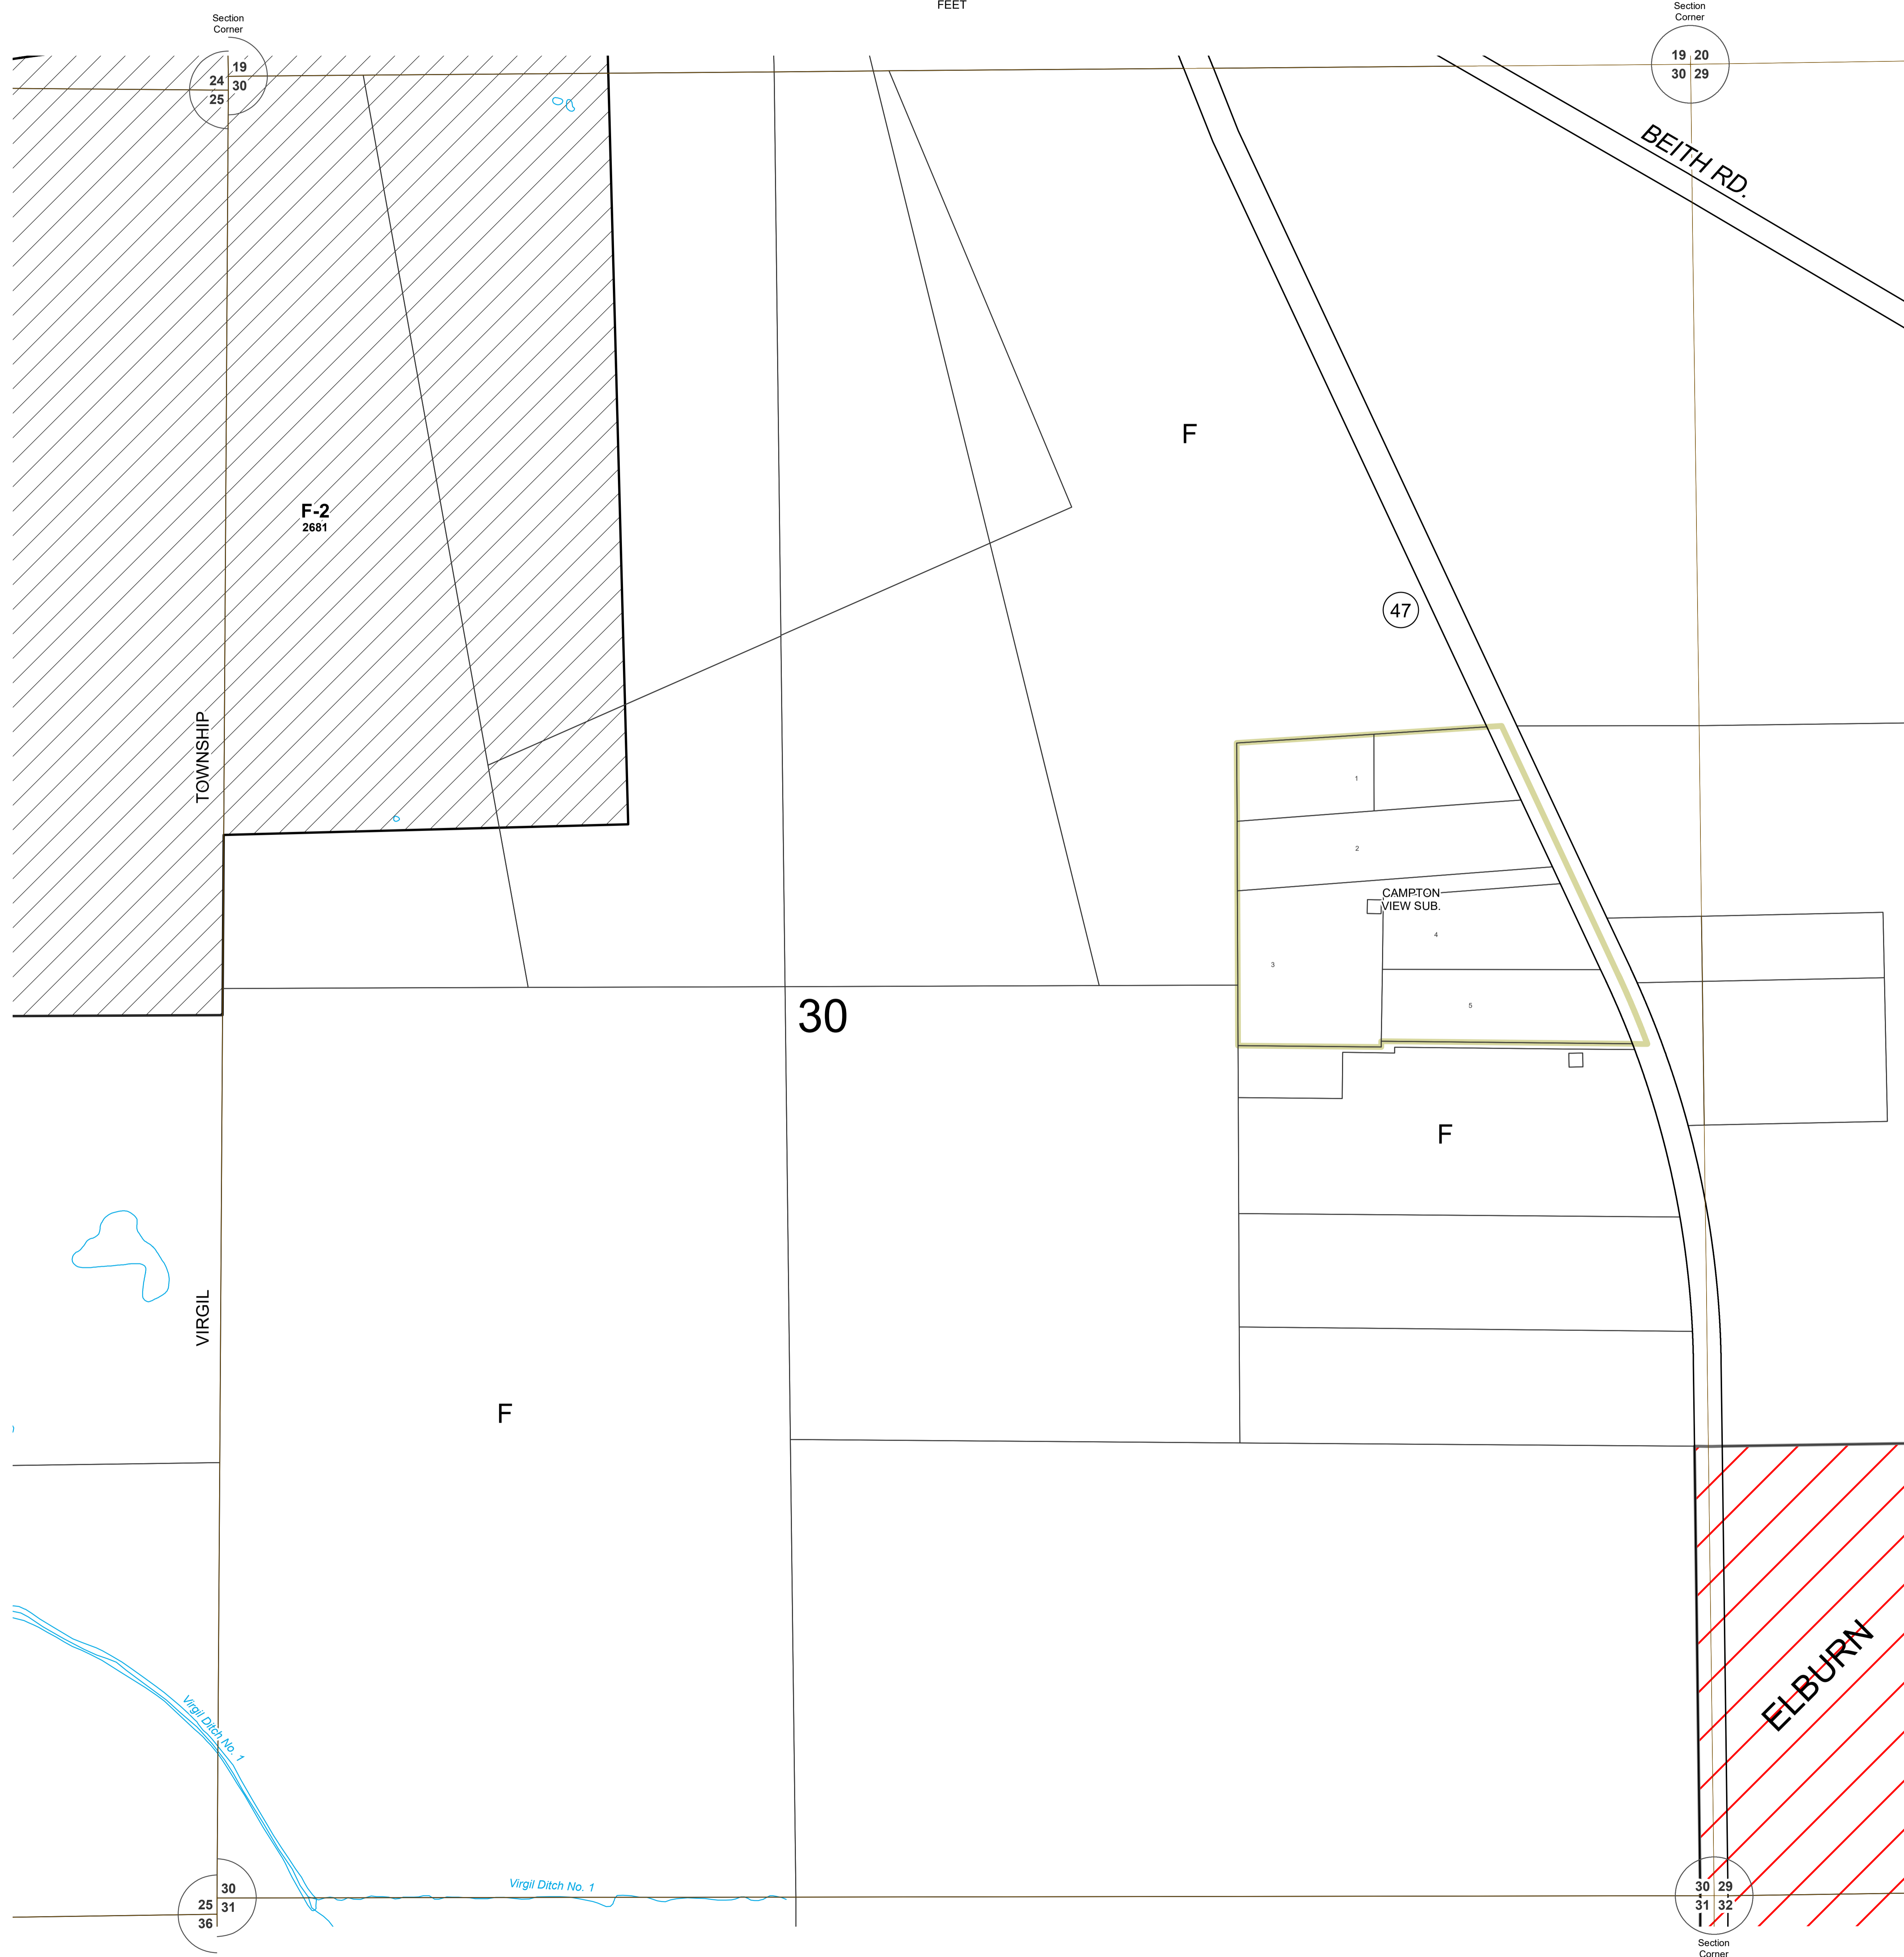 FEET
Section
Corner
Section
Corner
24
19
30
25
19 20
30 29
BEITH RD.
F
F-2
2681
47
TOWNSHIP
1
2
CAMPTON
VIEW SUB.
4
3
5
30
F
VIRGIL
F
ELBURN
Virgil Ditch No. 1
Virgil Ditch No. 1
30
25
31
36
30 29
31 32
Section
Corner